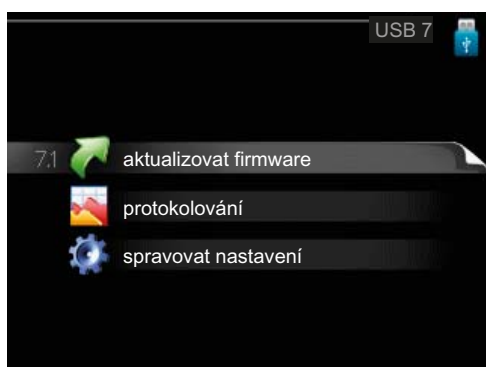 USB 7
7.1 aktualizovat firmware
protokolování
spravovat nastavení